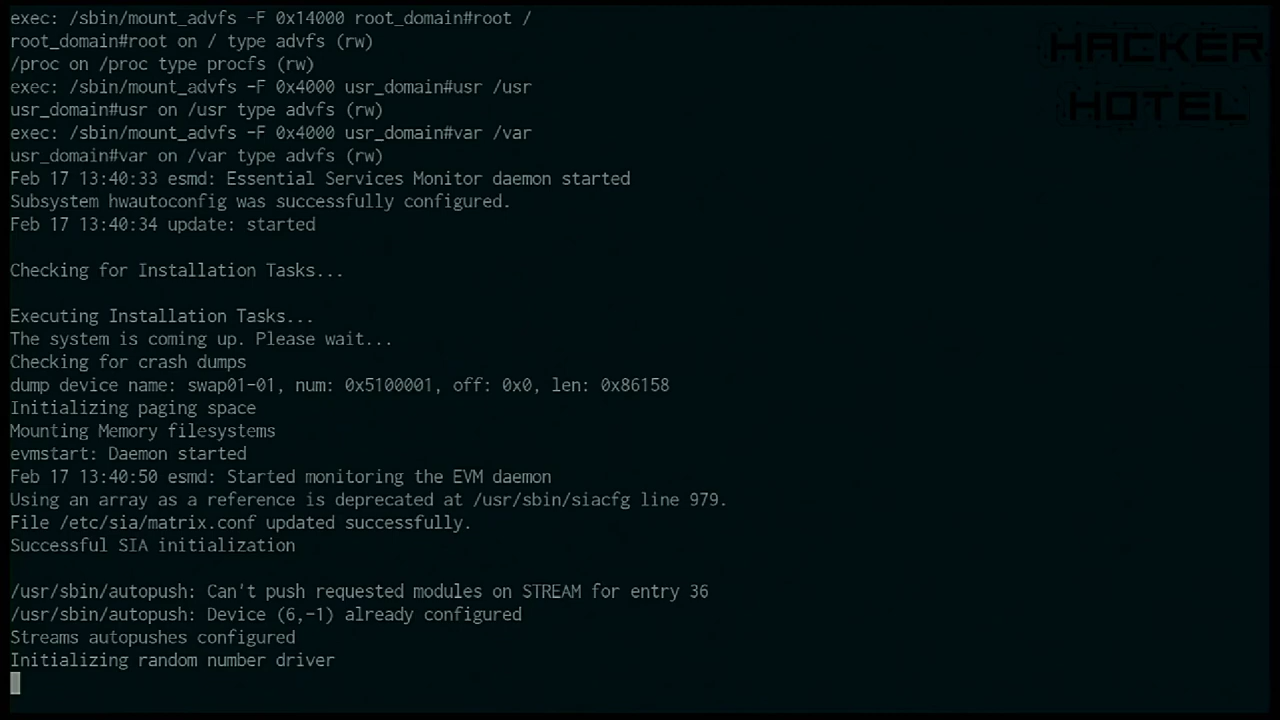 exec: /sbin/mount_advfs -F 0x14000 root_domain#root /
root_domain#root on / type advfs (rw)
/proc on /proc type procfs (rw)
exec: /sbin/mount_advfs -F 0x4000 usr_domain#usr /usr
usr_domain#usr on /usr type advfs (rw)
exec: /sbin/mount_advfs -F 0x4000 usr_domain#var /var
usr_domain#var on /var type advfs (rw)
Feb 17 13:40:33 esmd: Essential Services Monitor daemon started
Subsystem hwautoconfig was successfully configured.
Feb 17 13:40:34 update: started
Checking for Installation Tasks...
Executing Installation Tasks...
The system is coming up. Please wait...
Checking for crash dumps
dump device name: swap01-01, num: 0x5100001, off: 0x0, len: 0x86158
Initializing paging space
Mounting Memory filesystems
evmstart: Daemon started
Feb 17 13:40:50 esmd: Started monitoring the EVM daemon
Using an array as a reference is deprecated at /usr/sbin/siacfg line 979.
File /etc/sia/matrix.conf updated successfully.
Successful SIA initialization
/usr/sbin/autopush: Can't push requested modules on STREAM for entry 36
/usr/sbin/autopush: Device (6,-1) already configured
Streams autopushes configured
Initializing random number driver
HACKER
HOTEL